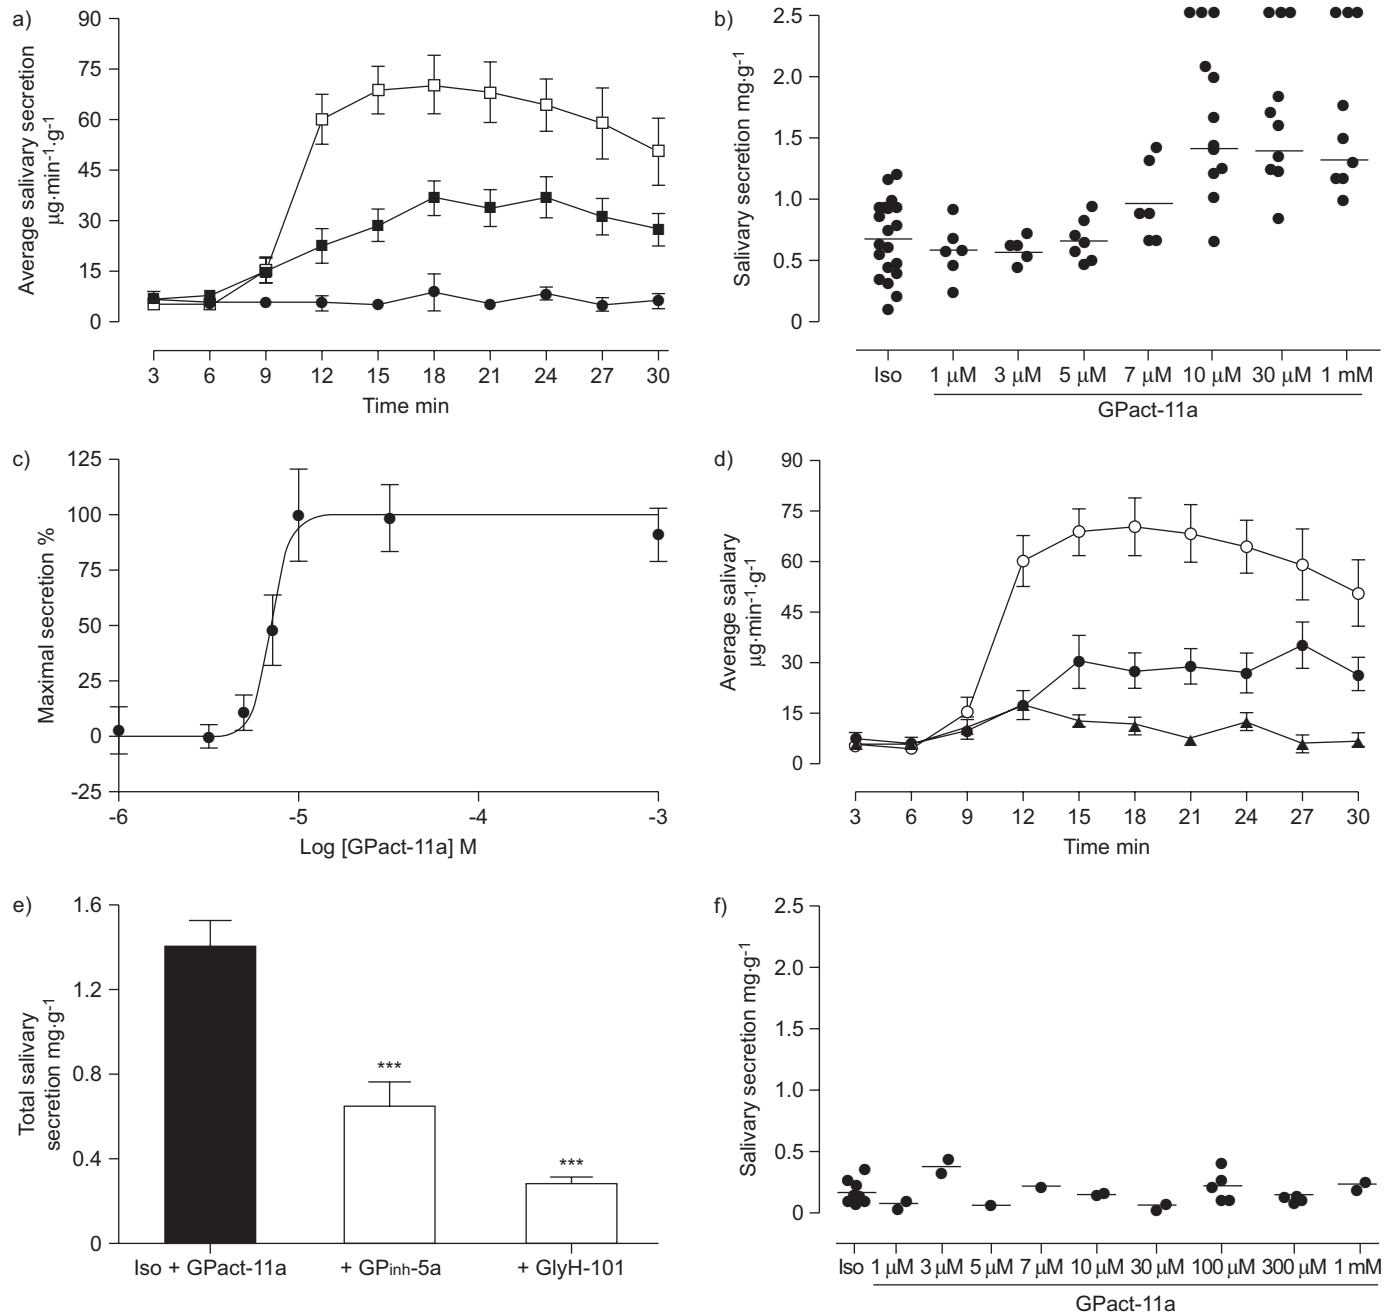 a)
Average salivary secretion
µg·min-1·g-1
90
75
60
45
30
15
0
3 6 9 12 15 18 21 24 27 30
Time min
b)
Salivary secretion mg·g-1
2.5
2.0
1.5
1.0
0.5
0
Iso 1 µM 3 µM 5 µM 7 µM 10 µM 30 µM 1 mM
GPact-11a
c)
Maximal secretion %
125
100
75
50
25
0
-25
-6 -5 -4 -3
Log [GPact-11a] M
d)
Average salivary
µg·min-1·g-1
90
75
60
45
30
15
0
3 6 9 12 15 18 21 24 27 30
Time min
e)
Total salivary
secretion mg·g-1
1.6
1.2
0.8
0.4
0
***
***
Iso + GPact-11a + GPinh-5a + GlyH-101
f)
Salivary secretion mg·g-1
2.5
2.0
1.5
1.0
0.5
0
Iso 1 µM 3 µM 5 µM 7 µM 10 µM 30 µM 100 µM 300 µM 1 mM
GPact-11a